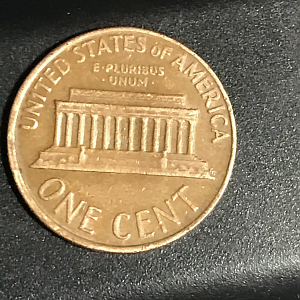 UNITED STATES oF AMERICA
E·PLURIBUS
·UNUM·
ONE CENT